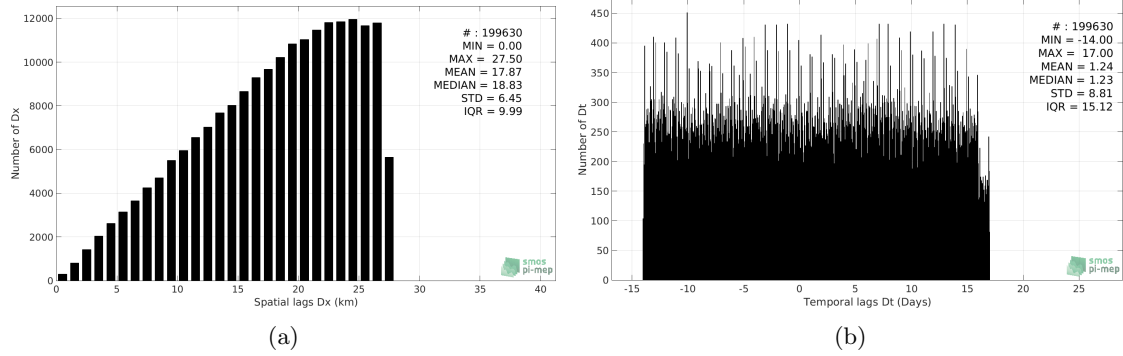 12000
10000
8000
6000
4000
2000
0
Number of Dx
0 5 10 15 20 25 30 35 40
Spatial lags Dx (km)
# : 199630
MIN = 0.00
MAX = 27.50
MEAN = 17.87
MEDIAN = 18.83
STD = 6.45
IQR = 9.99
smos
pi-mep
(a)
450
400
350
300
250
200
150
100
50
0
Number of Dt
-15 -10 -5 0 5 10 15 20 25
Temporal lags Dt (Days)
# : 199630
MIN = -14.00
MAX = 17.00
MEAN = 1.24
MEDIAN = 1.23
STD = 8.81
IQR = 15.12
smos
pi-mep
(b)